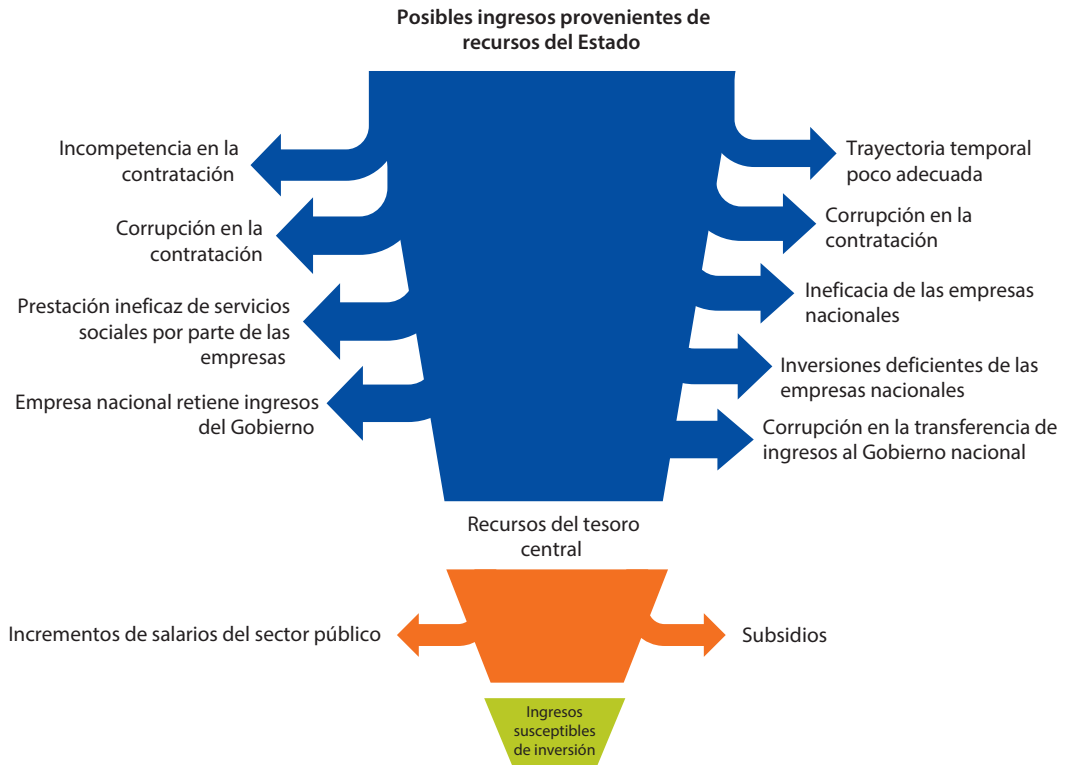 Posibles ingresos provenientes de
recursos del Estado
Incompetencia en la
contratación
Trayectoria temporal
poco adecuada
Corrupción en la
contratación
Corrupción en la
contratación
Prestación ineficaz de servicios
sociales por parte de las
empresas
Ineficacia de las empresas
nacionales
Inversiones deficientes de las
empresas nacionales
Empresa nacional retiene ingresos
del Gobierno
Corrupción en la transferencia de
ingresos al Gobierno nacional
Recursos del tesoro
central
Incrementos de salarios del sector público
Subsidios
Ingresos
susceptibles
de inversión